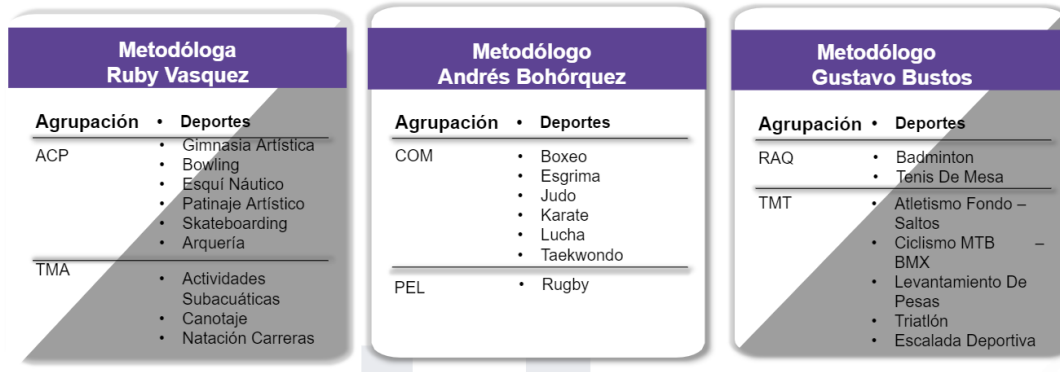 Metodóloga
Ruby Vasquez
Agrupación • Deportes
ACP
• Gimnasia Artística
• Bowling
• Esquí Náutico
• Patinaje Artístico
• Skateboarding
• Arquería
TMA
• Actividades
Subacuáticas
• Canotaje
• Natación Carreras
Metodólogo
Andrés Bohórquez
Agrupación • Deportes
COM
• Boxeo
• Esgrima
• Judo
• Karate
• Lucha
• Taekwondo
PEL
• Rugby
Metodólogo
Gustavo Bustos
Agrupación • Deportes
RAQ
• Badminton
• Tenis De Mesa
TMT
• Atletismo Fondo –
Saltos
• Ciclismo MTB –
BMX
• Levantamiento De
Pesas
• Triatlón
• Escalada Deportiva